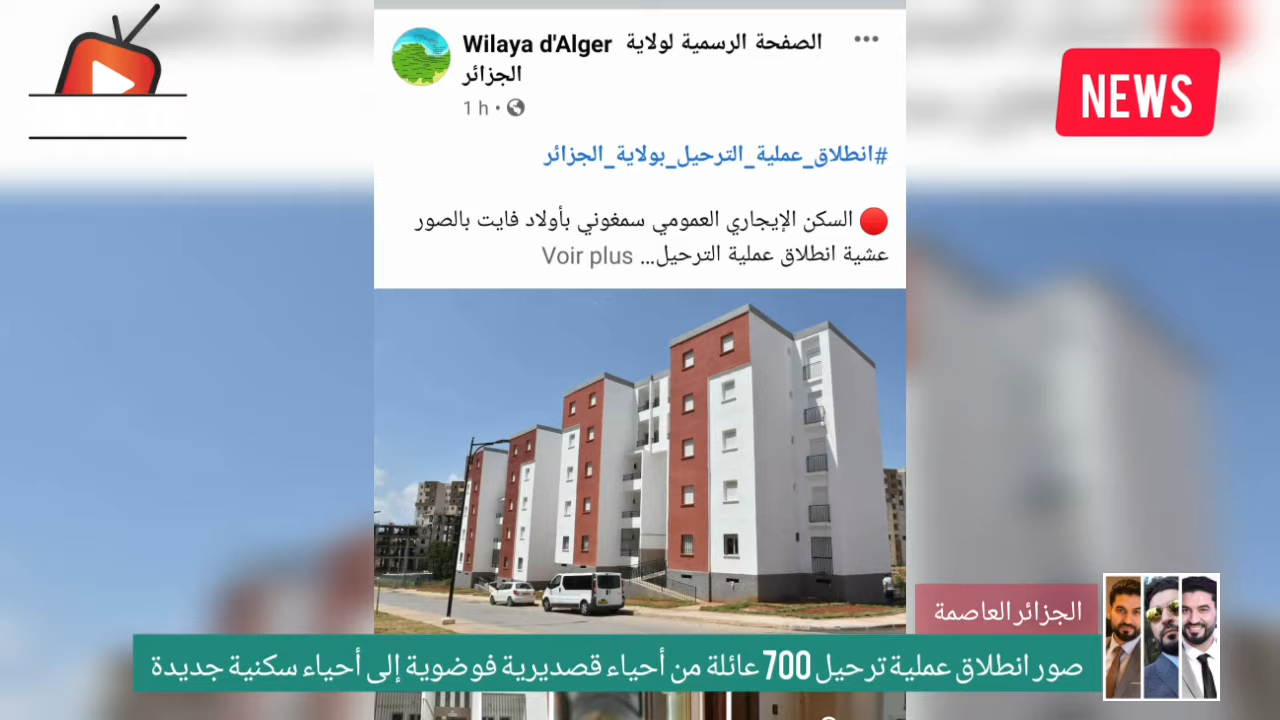 Wilaya d'Alger الصفحة الرسمية لولاية
الجزائر
1 h
NEWS
#انطلاق_عملية_الترحيل_بولاية_الجزائر
السكن الإيجاري العمومي سمغوني بأولاد فايت بالصور
عشية انطلاق عملية الترحيل... Voir plus
الجزائر العاصمة
صور انطلاق عملية ترحيل 700 عائلة من أحياء قصديرية فوضوية إلى أحياء سكنية جديدة